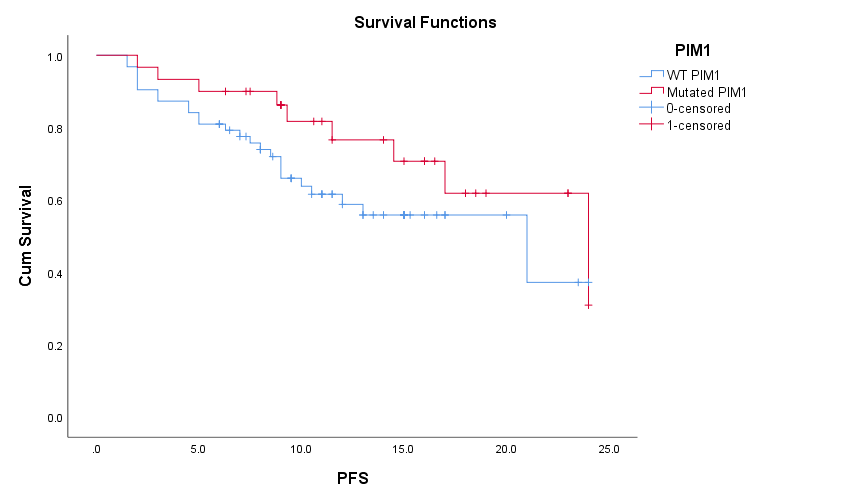 Survival Functions
PIM1
WT PIM1
Mutated PIM1
0-censored
1-censored
1.0
0.8
0.6
0.4
0.2
0.0
Cum Survival
.0 5.0 10.0 15.0 20.0 25.0
PFS